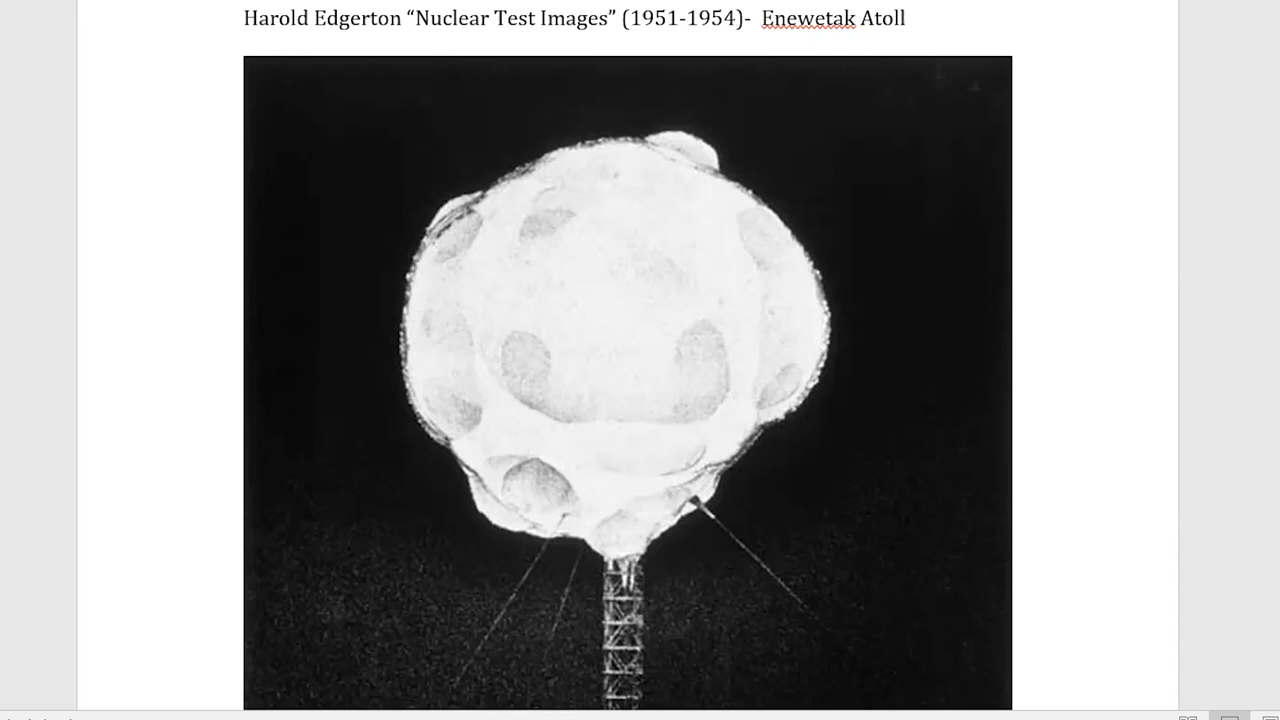 Harold Edgerton “Nuclear Test Images” (1951-1954)- Enewetak Atoll